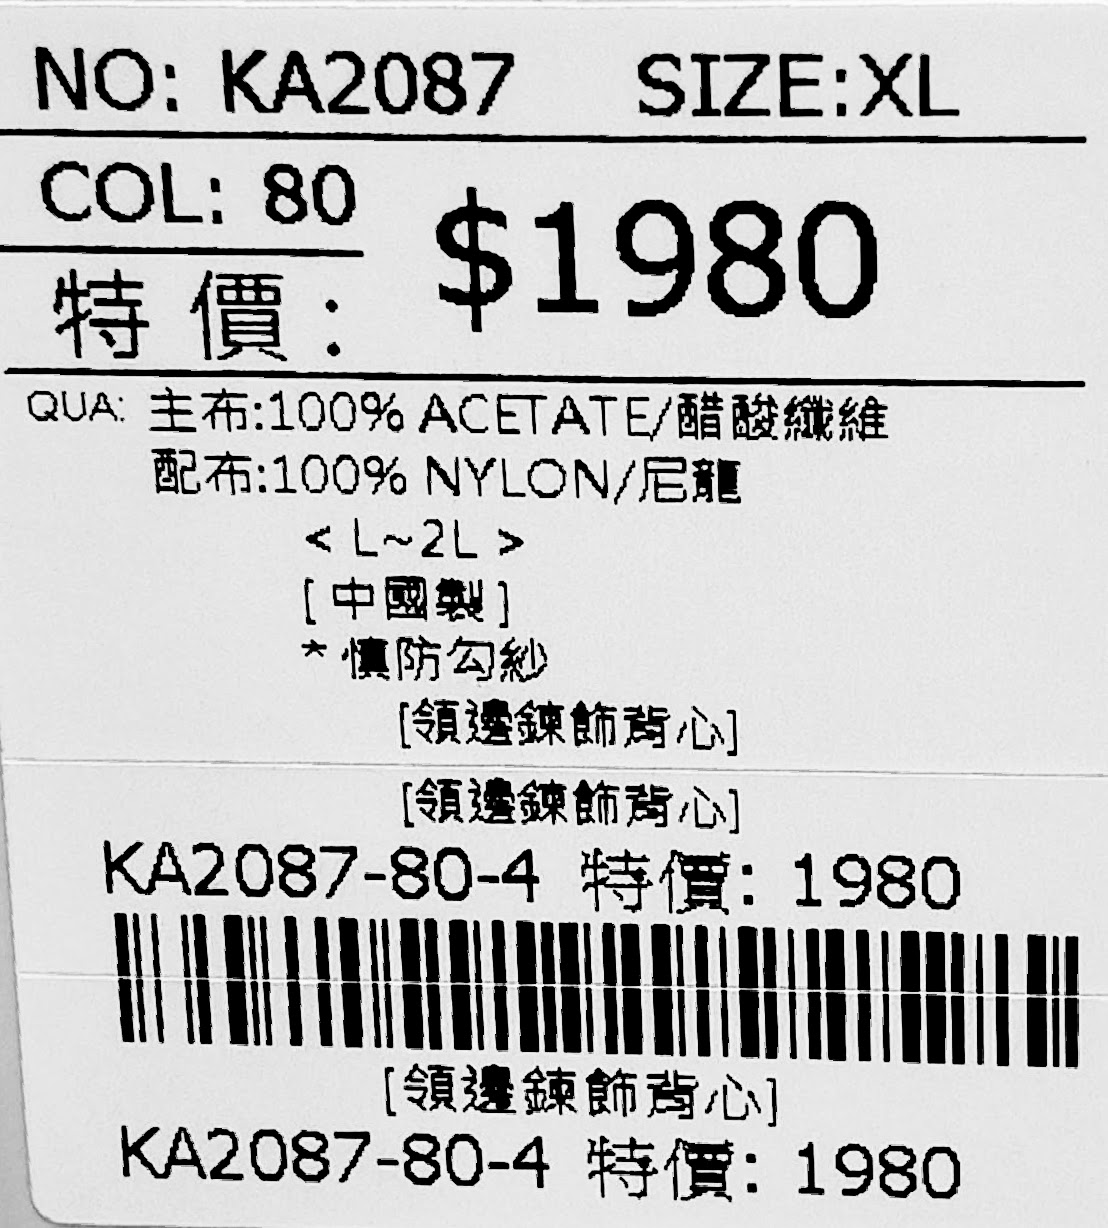 NO: KA2087 SIZE:XL
COL: 80
$1980
特 價 :
QUA: 主布:100% ACETATE/醋酸纖維
配布:100% NYLON/尼龍
< L~2L >
[ 中國製 ]
* 慎防勾紗
[領邊鍊飾背心]
[領邊鍊飾背心]
KA2087-80-4 特價: 1980
[領邊鍊飾背心]
KA2087-80-4 特價: 1980